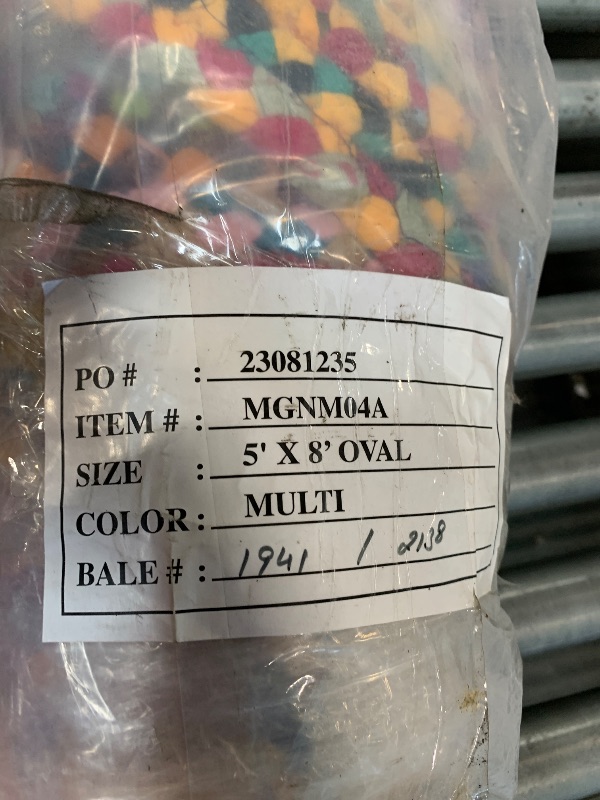 PO # : 23081235
ITEM # : MGNM04A
SIZE : 5' X 8’ OVAL
COLOR : MULTI
BALE # : 1941 / 2138